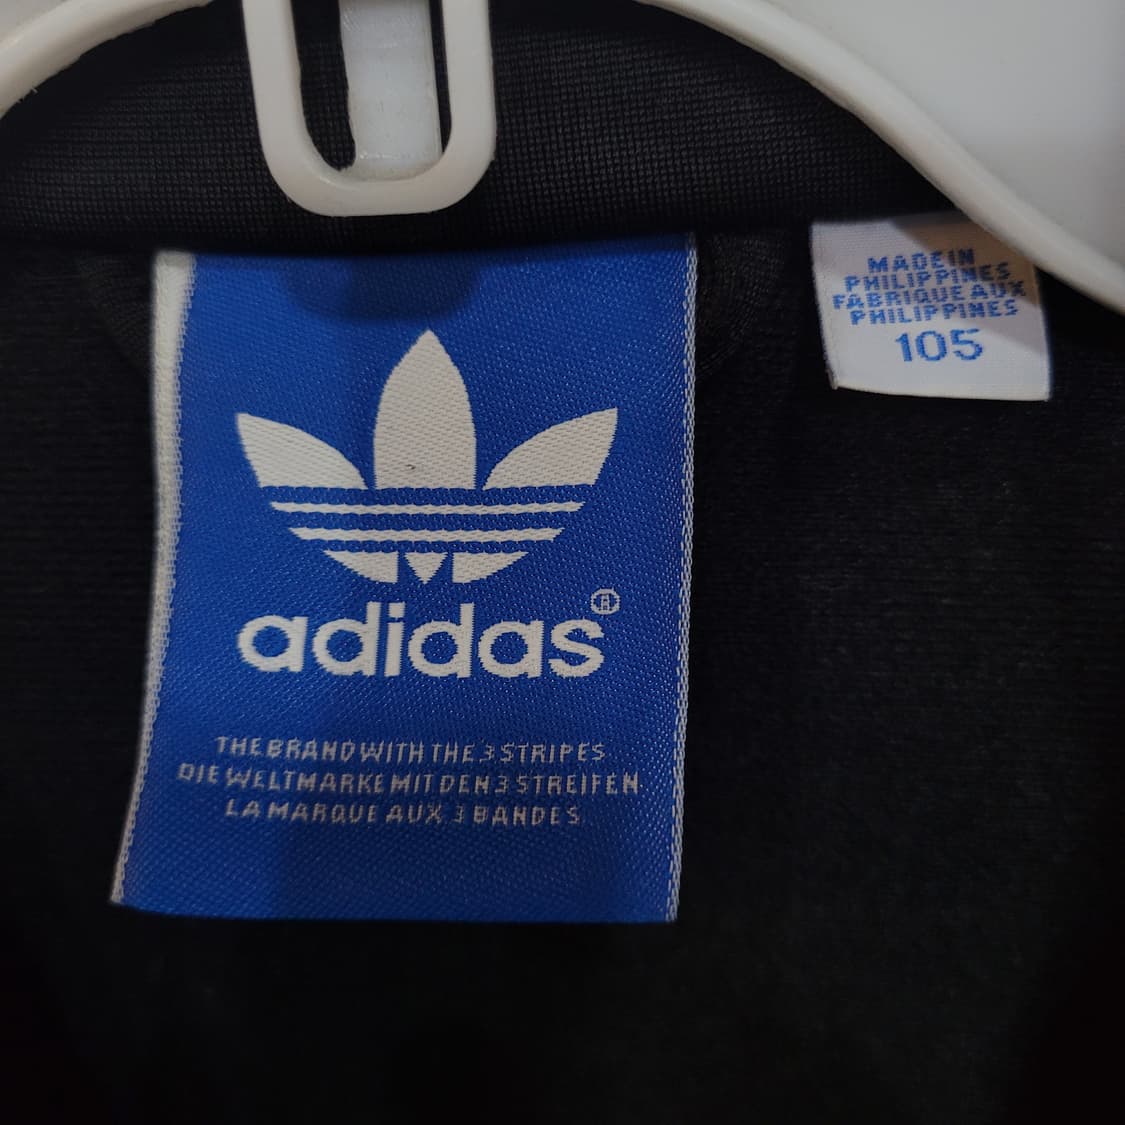 adidas®
THE BRAND WITH THE 3 STRIPES
DIE WELTMARKE MIT DEN 3 STREIFEN
LA MARQUE AUX 3 BANDES
MADE IN
PHILIPPINES
FABRIQUE AUX
PHILIPPINES
105